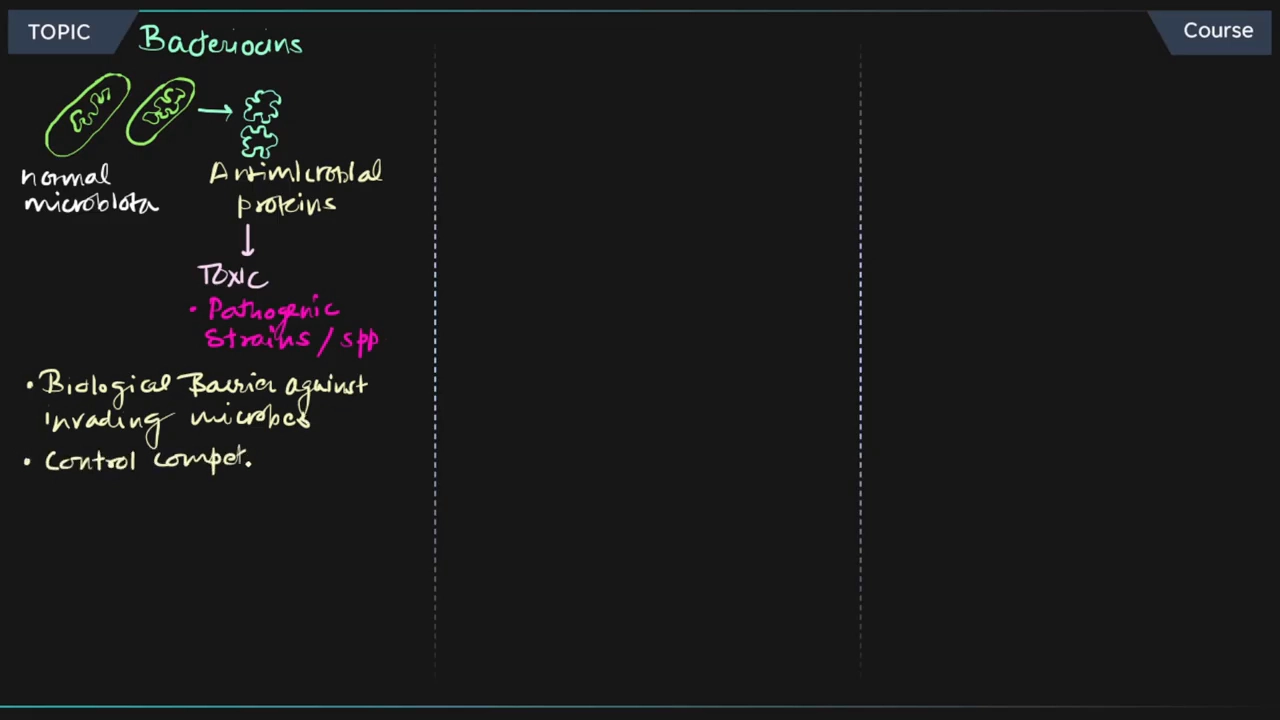 TOPIC
Bacteriocins
Course
normal
microbiota
Antimicrobial
proteins
Toxic
• Pathogenic
Strains / spp
• Biological Barrier against
invading microbes
• Control compet.